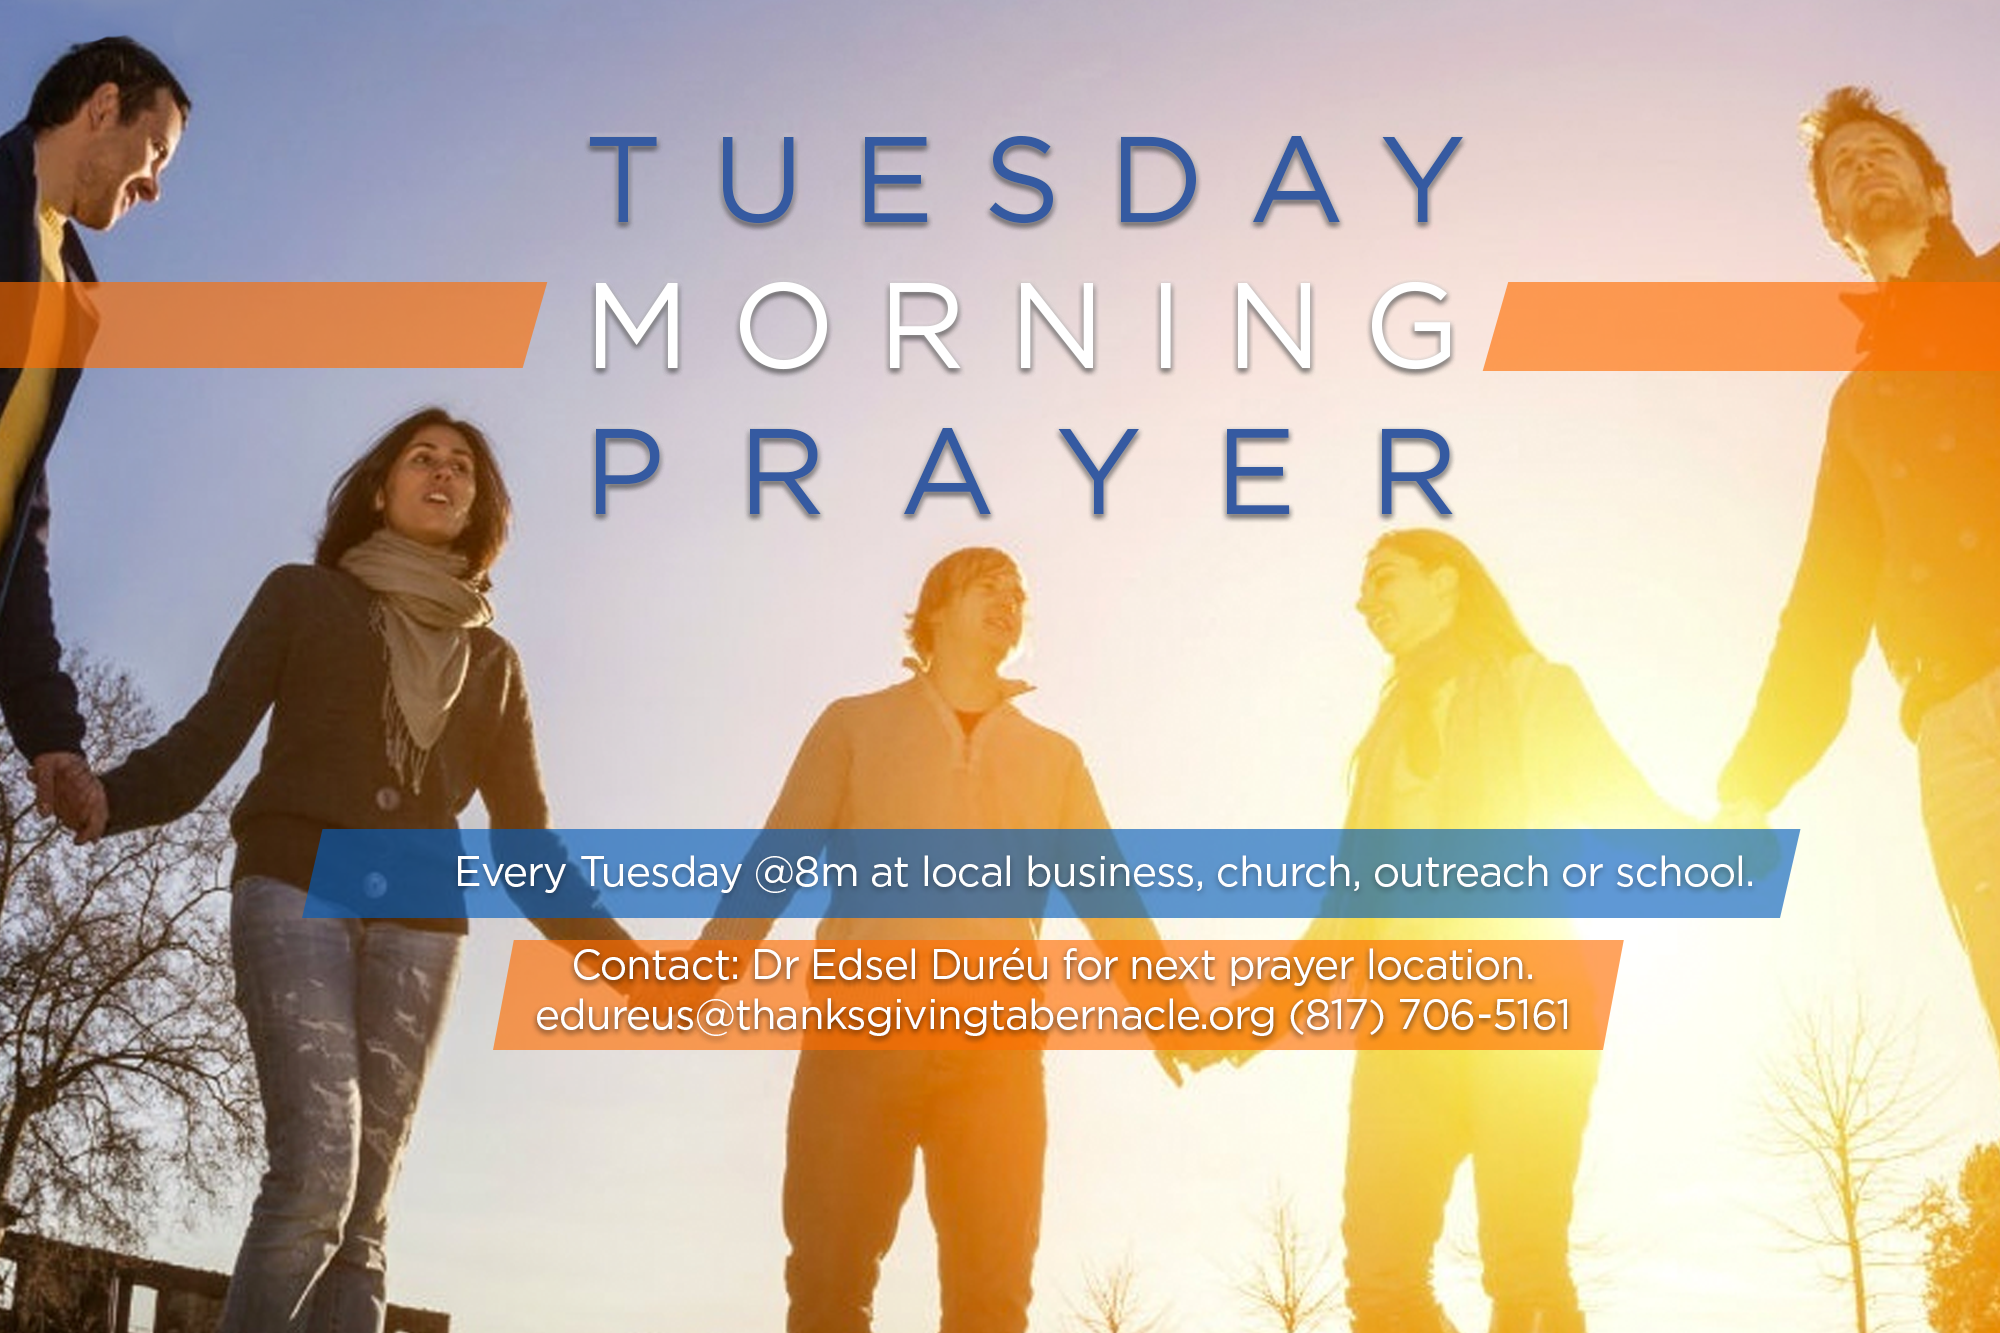 TUESDAY
MORNING
PRAYER
Every Tuesday @8m at local business, church, outreach or school.
Contact: Dr Edsel Duréu for next prayer location.
edureus@thanksgivingtabernacle.org (817) 706-5161